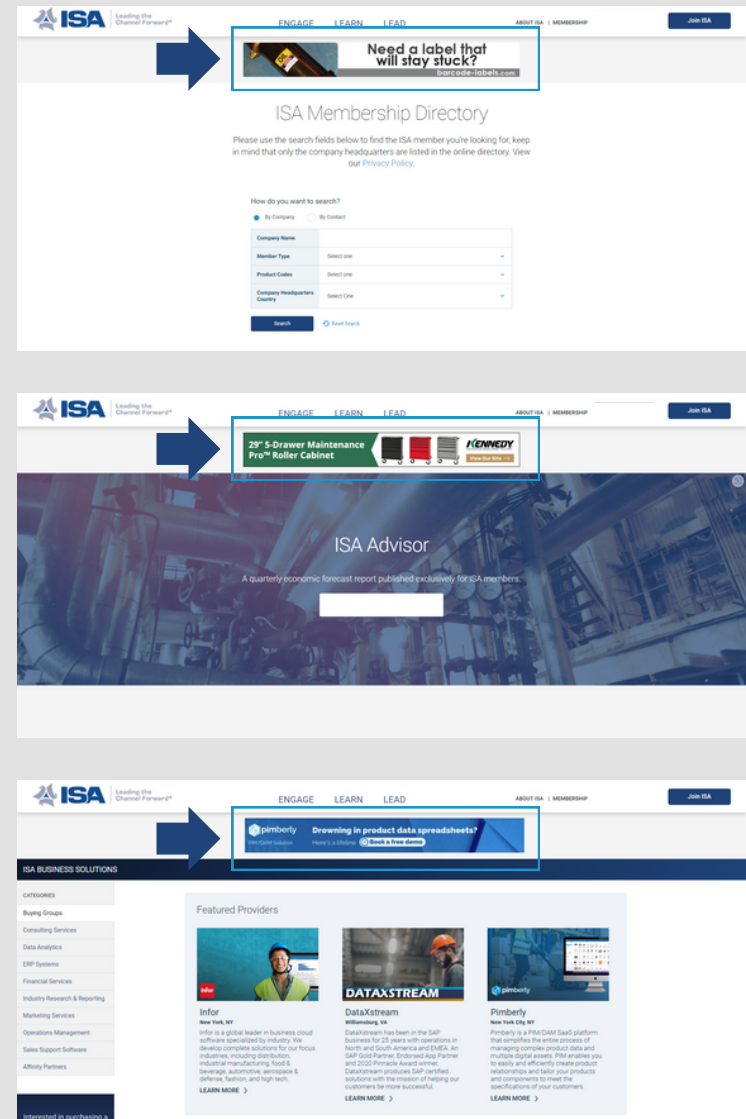 ISA
Leading the
Channel Forward®
ENGAGE LEARN LEAD
ABOUT ISA | MEMBERSHIP
Join ISA
OIL
Need a label that
will stay stuck?
barcode-labels.com
ISA Membership Directory
Please use the search fields below to find the ISA member you're looking for; keep
in mind that only the company headquarters are listed in the online directory. View
our Privacy Policy.
How do you want to search?
By Company By Contact
Company Name
Member Type Select one
Product Codes Select one
Company Headquarters
Country Select One
Search Reset Search
ISA
Leading the
Channel Forward®
ENGAGE LEARN LEAD
ABOUT ISA | MEMBERSHIP
Join ISA
29" 5-Drawer Maintenance
Pro™ Roller Cabinet
KENNEDY
View Our Site
ISA Advisor
A quarterly economic forecast report published exclusively for ISA members.
ISA
Leading the
Channel Forward®
ENGAGE LEARN LEAD
ABOUT ISA | MEMBERSHIP
Join ISA
pimberly
PIM/DAM Solution
Drowning in product data spreadsheets?
Here's a lifeline Book a free demo
ISA BUSINESS SOLUTIONS
CATEGORIES
Buying Groups
Consulting Services
Data Analytics
ERP Systems
Financial Services
Industry Research & Reporting
Marketing Services
Operations Management
Sales Support Software
Affinity Partners
Interested in purchasing a
Featured Providers
infor
Infor
New York, NY
Infor is a global leader in business cloud
software specialized by industry. We
develop complete solutions for our focus
industries, including distribution,
industrial manufacturing, food &
beverage, automotive, aerospace &
defense, fashion, and high tech.
LEARN MORE
DATAXSTREAM
DataXstream
Williamsburg, VA
DataXstream has been in the SAP
business for 25 years with operations in
North and South America and EMEA. An
SAP Gold Partner, Endorsed App Partner
and 2020 Pinnacle Award winner,
DataXstream produces SAP certified
solutions with the mission of helping our
customers be more successful.
LEARN MORE
pimberly
Pimberly
New York City, NY
Pimberly is a PIM/DAM SaaS platform
that simplifies the entire process of
managing complex product data and
multiple digital assets. PIM enables you
to easily and efficiently create product
relationships and tailor your products
and components to meet the
specifications of your customers.
LEARN MORE